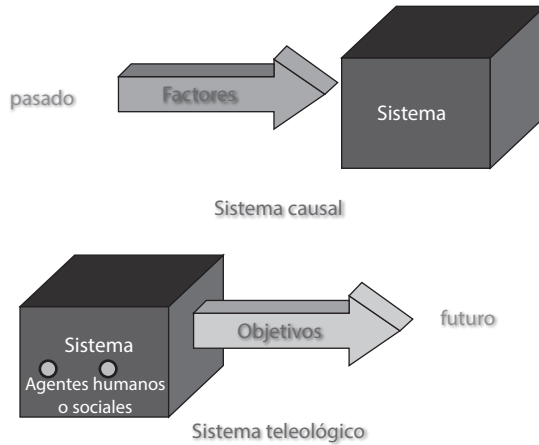 pasado
Factores
Sistema
Sistema causal
Sistema
Objetivos
futuro
Agentes humanos
o sociales
Sistema teleológico